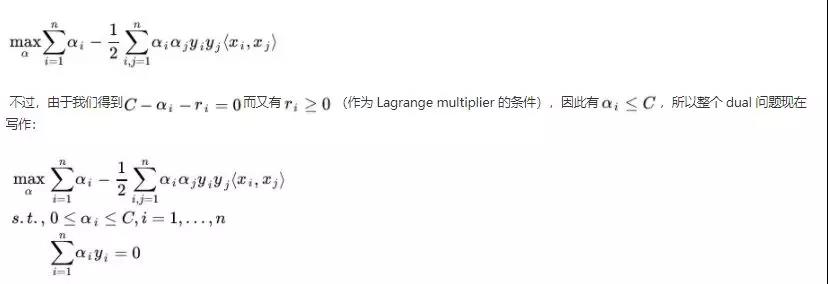 \max_{\alpha} \sum_{i=1}^{n} \alpha_i - \frac{1}{2} \sum_{i,j=1}^{n} \alpha_i \alpha_j y_i y_j \langle x_i, x_j \rangle
不过，由于我们得到 C - \alpha_i - r_i = 0 而又有 r_i \geq 0 （作为 Lagrange multiplier 的条件），因此有 \alpha_i \leq C ，所以整个 dual 问题现在
写作：
\max_{\alpha} \sum_{i=1}^{n} \alpha_i - \frac{1}{2} \sum_{i,j=1}^{n} \alpha_i \alpha_j y_i y_j \langle x_i, x_j \rangle
s.t., 0 \leq \alpha_i \leq C, i = 1, \ldots, n
\sum_{i=1}^{n} \alpha_i y_i = 0